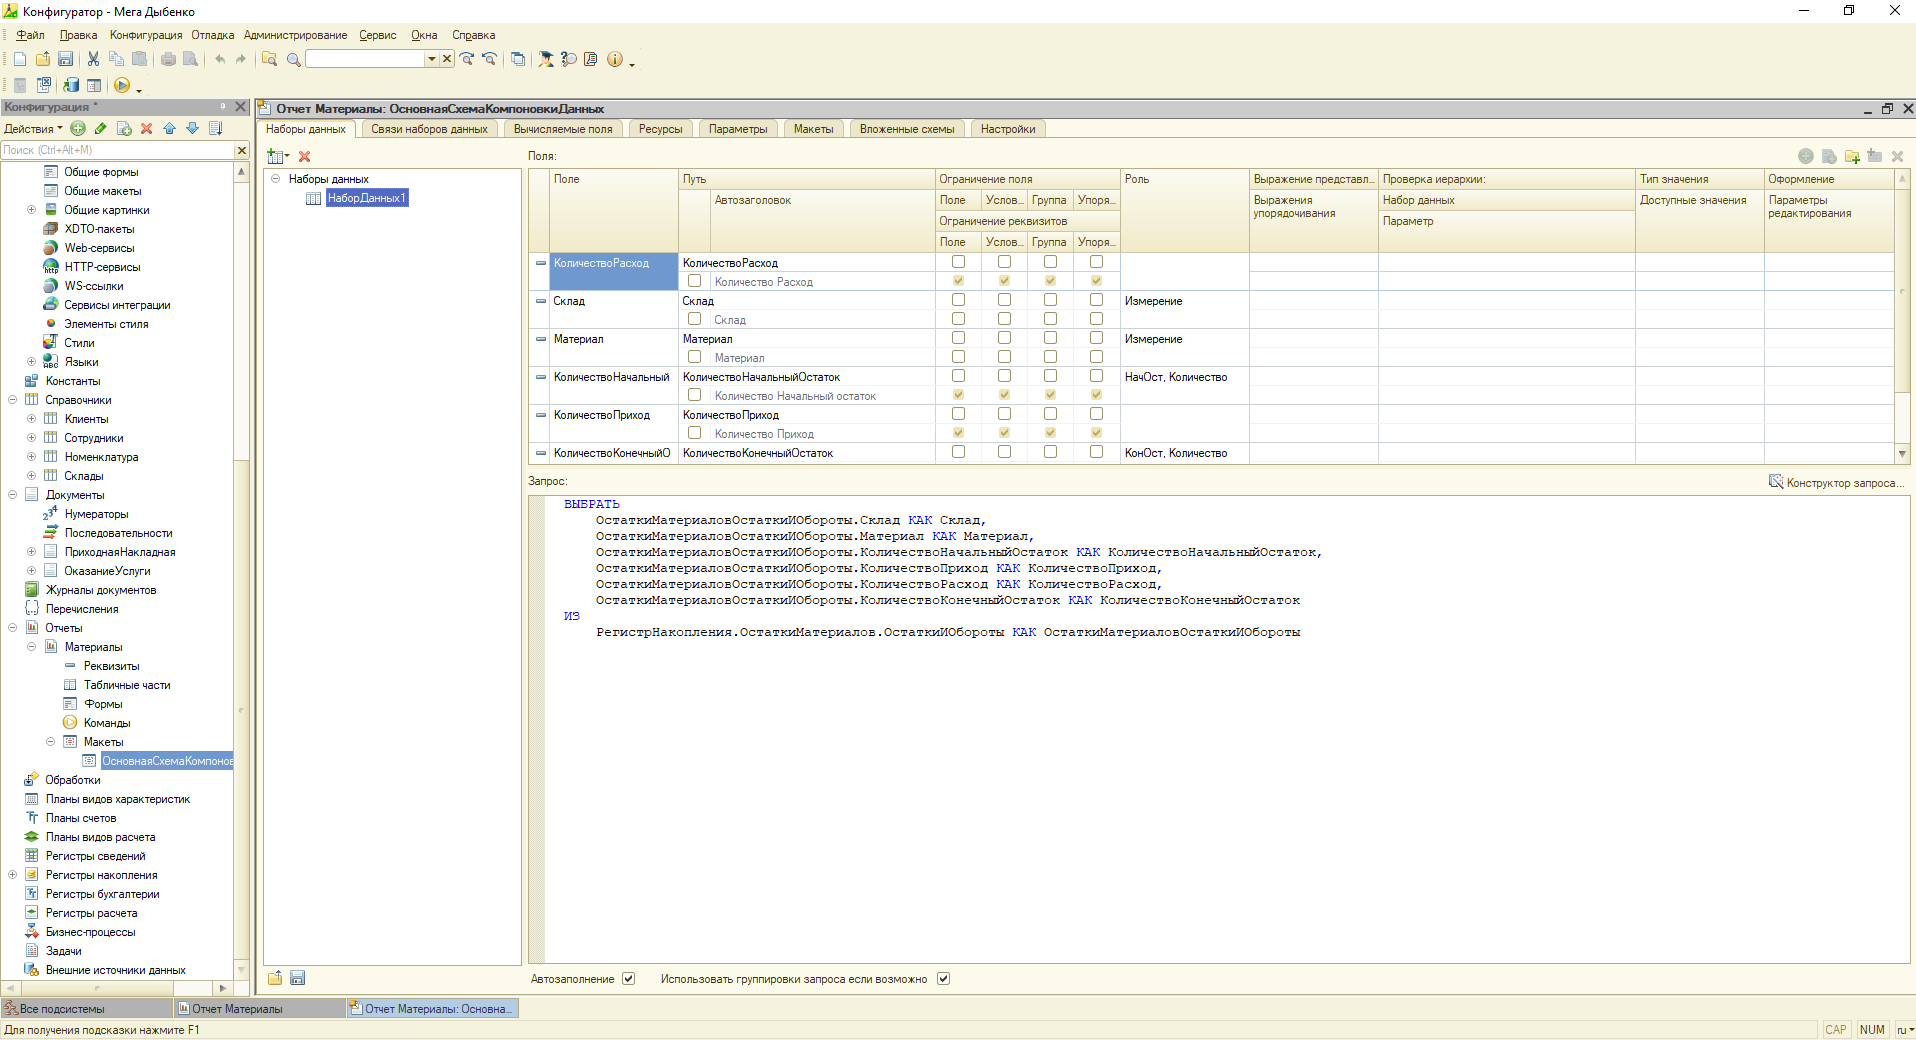 Конфигуратор - Мега Дыбенко
Файл Правка Конфигурация Отладка Администрирование Сервис Окна Справка
Конфигурация *
Действия
Поиск (Ctrl+Alt+M)
Общие формы
Общие макеты
Общие картинки
XDTO-пакеты
Web-сервисы
HTTP-сервисы
WS-ссылки
Сервисы интеграции
Элементы стиля
Стили
Языки
Константы
Справочники
Клиенты
Сотрудники
Номенклатура
Склады
Документы
Нумераторы
Последовательности
ПриходнаяНакладная
ОказаниеУслуги
Журналы документов
Перечисления
Отчеты
Материалы
Реквизиты
Табличные части
Формы
Команды
Макеты
ОсновнаяСхемаКомпонов
Обработки
Планы видов характеристик
Планы счетов
Планы видов расчета
Регистры сведений
Регистры накопления
Регистры бухгалтерии
Регистры расчета
Бизнес-процессы
Задачи
Внешние источники данных
Отчет Материалы: ОсновнаяСхемаКомпоновкиДанных
Наборы данных Связи наборов данных Вычисляемые поля Ресурсы Параметры Макеты Вложенные схемы Настройки
Наборы данных
НаборДанных1
Поля:
Поле Путь Ограничение поля Роль Выражение представл... Проверка иерархии: Тип значения Оформление
Автозаголовок Поле Услов... Группа Упоря... Выражения упорядочивания Набор данных Доступные значения Параметры редактирования
Ограничение реквизитов Параметр
Поле Услов... Группа Упоря...
КоличествоРасход КоличествоРасход
Количество Расход
Склад Склад Измерение
Склад
Материал Материал Измерение
Материал
КоличествоНачальный КоличествоНачальныйОстаток НачОст, Количество
Количество Начальный остаток
КоличествоПриход КоличествоПриход
Количество Приход
КоличествоКонечныйО КоличествоКонечныйОстаток КонОст, Количество
Запрос: Конструктор запроса...
ВЫБРАТЬ
ОстаткиМатериаловОстаткиИОбороты.Склад КАК Склад,
ОстаткиМатериаловОстаткиИОбороты.Материал КАК Материал,
ОстаткиМатериаловОстаткиИОбороты.КоличествоНачальныйОстаток КАК КоличествоНачальныйОстаток,
ОстаткиМатериаловОстаткиИОбороты.КоличествоПриход КАК КоличествоПриход,
ОстаткиМатериаловОстаткиИОбороты.КоличествоРасход КАК КоличествоРасход,
ОстаткиМатериаловОстаткиИОбороты.КоличествоКонечныйОстаток КАК КоличествоКонечныйОстаток
ИЗ
РегистрНакопления.ОстаткиМатериалов.ОстаткиИОбороты КАК ОстаткиМатериаловОстаткиИОбороты
Автозаполнение Использовать группировки запроса если возможно
Все подсистемы Отчет Материалы Отчет Материалы: Основна...
Для получения подсказки нажмите F1 CAP NUM ru